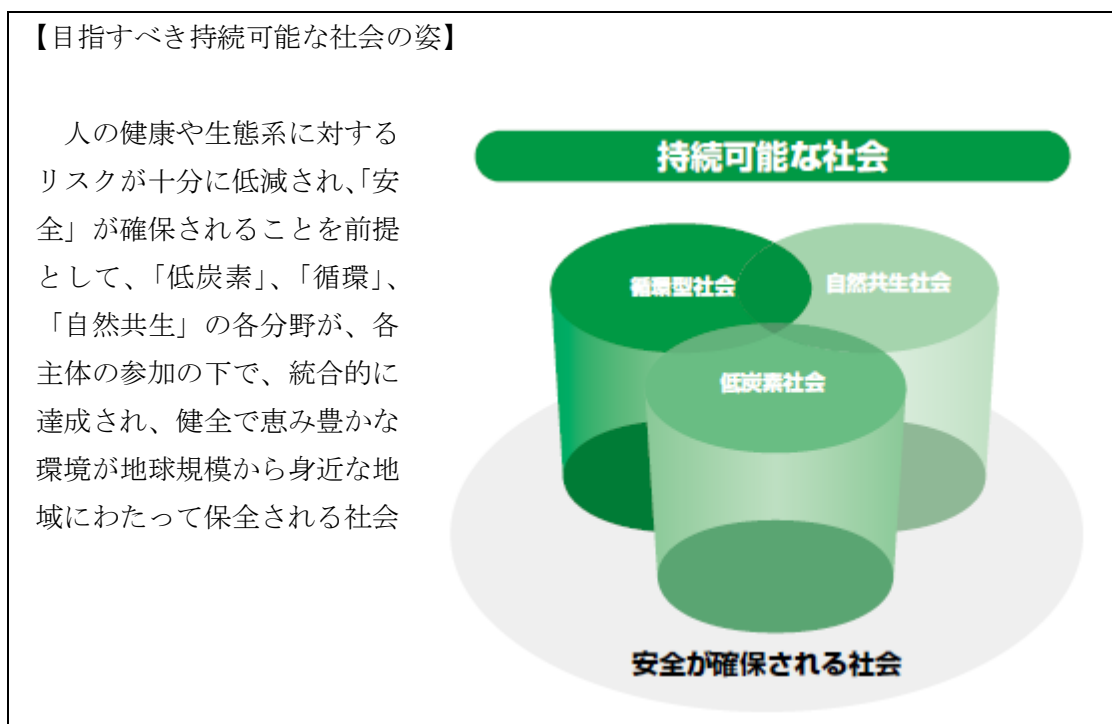 【目指すべき持続可能な社会の姿】
人の健康や生態系に対する
リスクが十分に低減され、「安
全」が確保されることを前提
として、「低炭素」、「循環」、
「自然共生」の各分野が、各
主体の参加の下で、統合的に
達成され、健全で恵み豊かな
環境が地球規模から身近な地
域にわたって保全される社会
持続可能な社会
循環型社会
自然共生社会
低炭素社会
安全が確保される社会